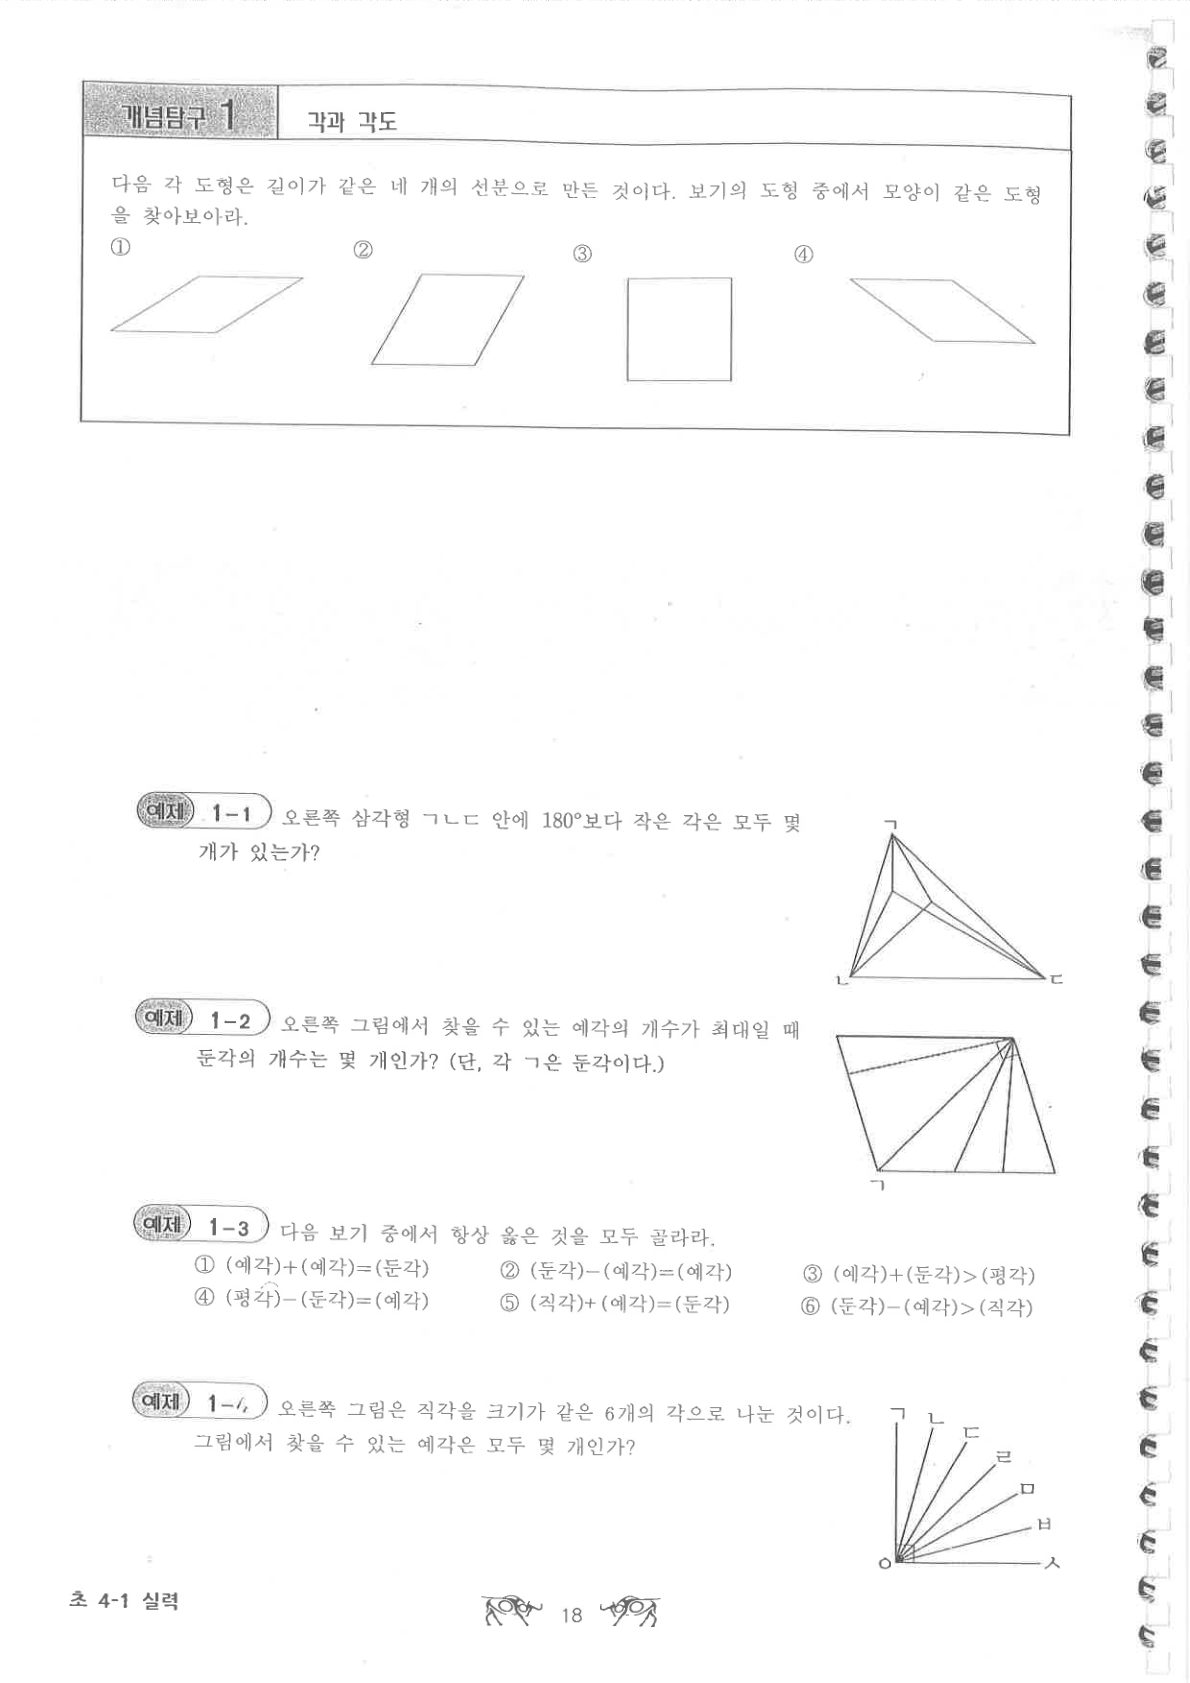 개념탐구 1 각과 각도
다음 각 도형은 길이가 같은 네 개의 선분으로 만든 것이다. 보기의 도형 중에서 모양이 같은 도형
을 찾아보아라.
① ② ③ ④
예제 1-1 오른쪽 삼각형 ㄱㄴㄷ 안에 180°보다 작은 각은 모두 몇
개가 있는가?
ㄱ
ㄴ ㄷ
예제 1-2 오른쪽 그림에서 찾을 수 있는 예각의 개수가 최대일 때
둔각의 개수는 몇 개인가? (단, 각 ㄱ은 둔각이다.)
ㄱ
예제 1-3 다음 보기 중에서 항상 옳은 것을 모두 골라라.
① (예각)+(예각)=(둔각) ② (둔각)-(예각)=(예각) ③ (예각)+(둔각)>(평각)
④ (평각)-(둔각)=(예각) ⑤ (직각)+(예각)=(둔각) ⑥ (둔각)-(예각)>(직각)
예제 1- 오른쪽 그림은 직각을 크기가 같은 6개의 각으로 나눈 것이다.
그림에서 찾을 수 있는 예각은 모두 몇 개인가?
ㄱ ㄴ
ㄷ
ㄹ
ㅁ
ㅂ
ㅇ ㅅ
초 4-1 실력
18